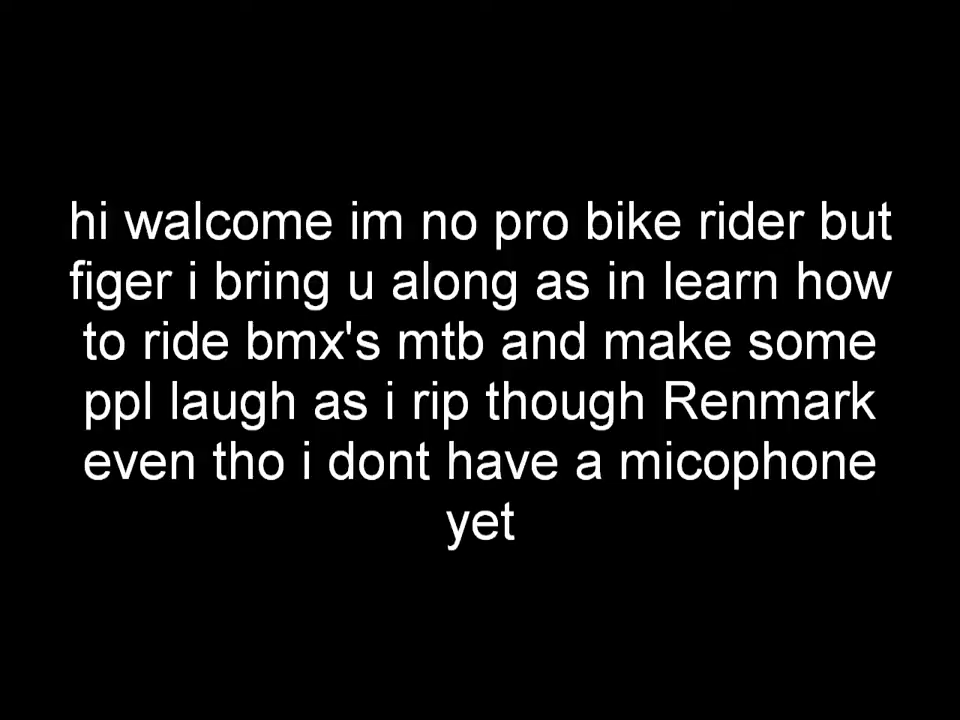 hi walcome im no pro bike rider but
figer i bring u along as in learn how
to ride bmx's mtb and make some
ppl laugh as i rip though Renmark
even tho i dont have a micophone
yet